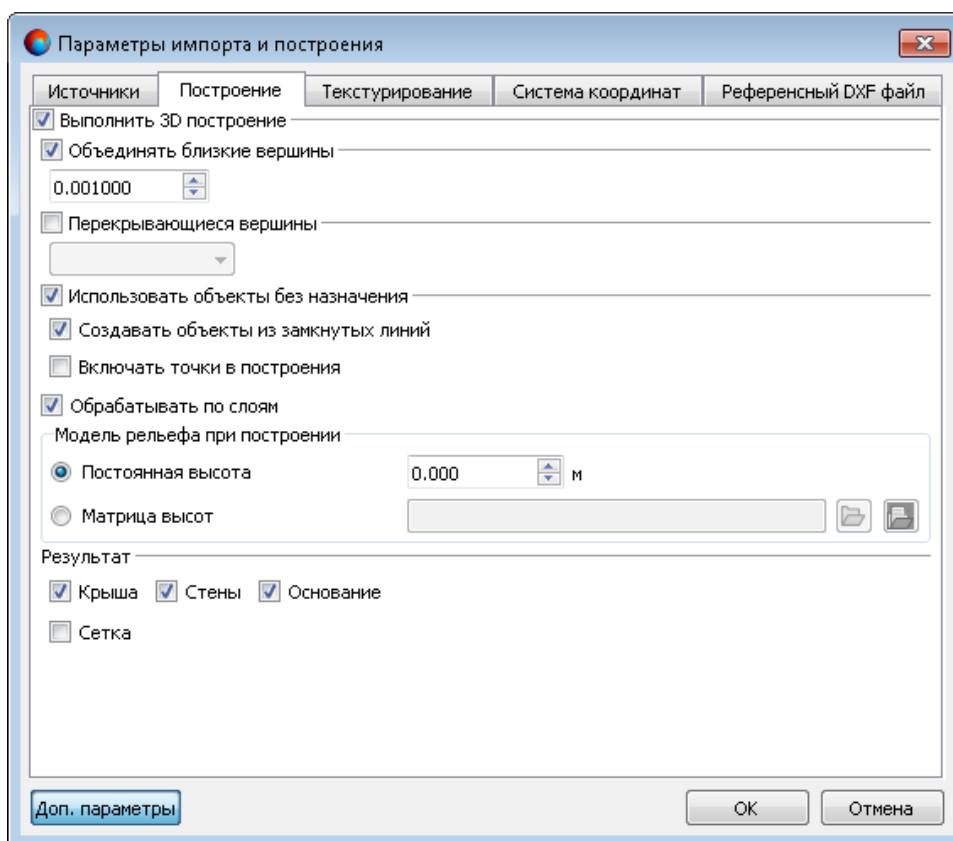 Параметры импорта и построения
Источники Построение Текстурирование Система координат Референсный DXF файл
Выполнить 3D построение
Объединять близкие вершины
0.001000
Перекрывающиеся вершины
Использовать объекты без назначения
Создавать объекты из замкнутых линий
Включать точки в построения
Обрабатывать по слоям
Модель рельефа при построении
Постоянная высота 0.000 м
Матрица высот
Результат
Крыша Стены Основание
Сетка
Доп. параметры OK Отмена